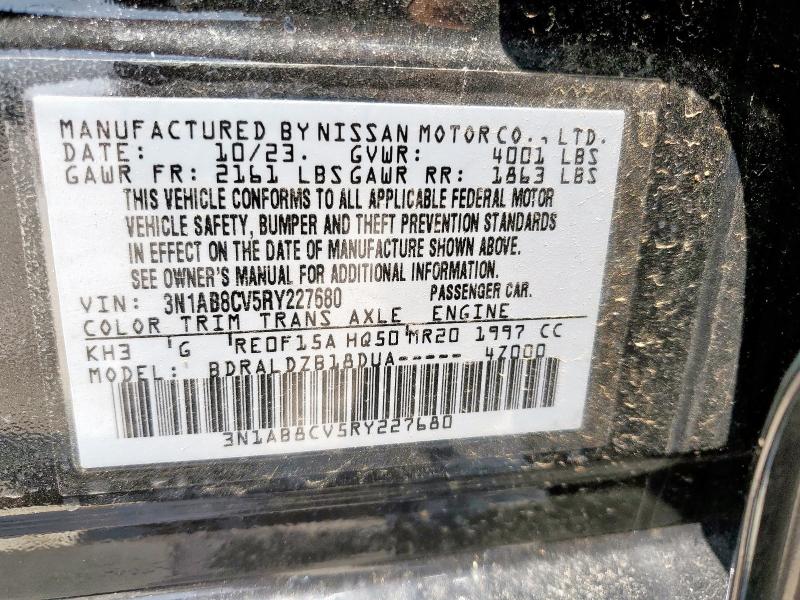 MANUFACTURED BY NISSAN MOTOR CO., LTD.
DATE: 10/23. GVWR: 4001 LBS
GAWR FR: 2161 LBS GAWR RR: 1863 LBS
THIS VEHICLE CONFORMS TO ALL APPLICABLE FEDERAL MOTOR
VEHICLE SAFETY, BUMPER AND THEFT PREVENTION STANDARDS
IN EFFECT ON THE DATE OF MANUFACTURE SHOWN ABOVE.
SEE OWNER'S MANUAL FOR ADDITIONAL INFORMATION.
VIN: 3N1AB8CV5RY227680 PASSENGER CAR.
COLOR TRIM TRANS AXLE ENGINE
KH3 G RE0F15A HQ50 MR20 1997 CC
MODEL: BDRALDZB18DUA----- 4Z000
3N1AB8CV5RY227680